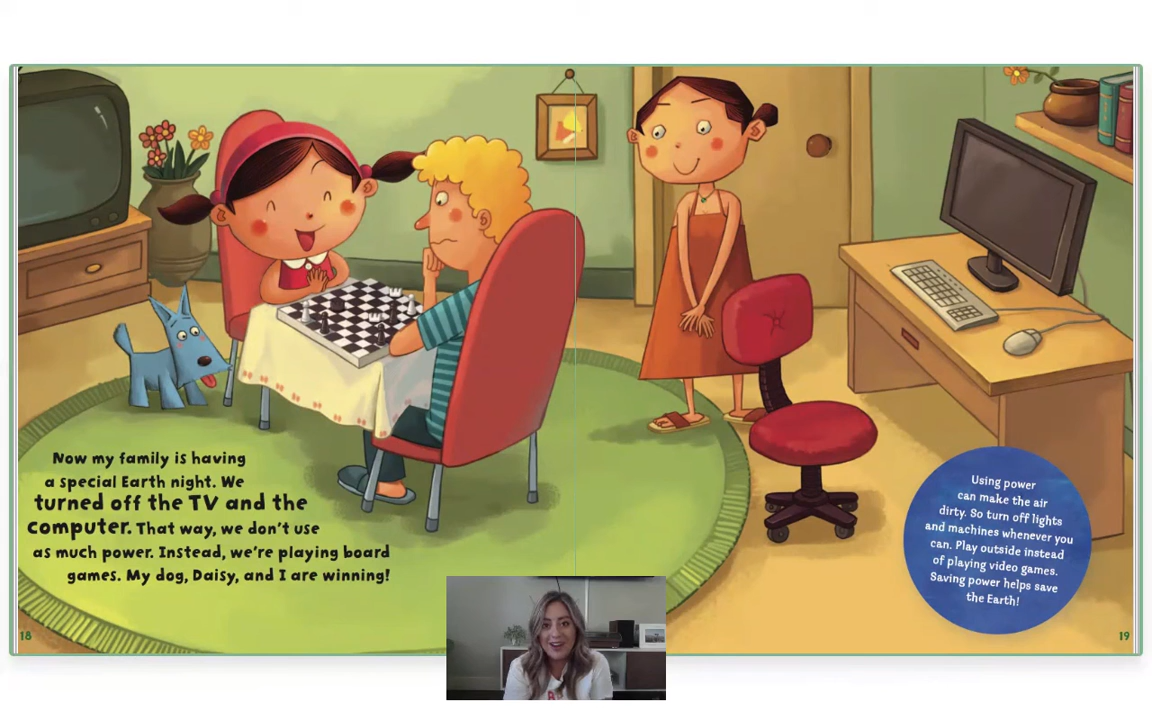 Now my family is having
a special Earth night. We
turned off the TV and the
computer. That way, we don't use
as much power. Instead, we're playing board
games. My dog, Daisy, and I are winning!
18
Using power
can make the air
dirty. So turn off lights
and machines whenever you
can. Play outside instead
of playing video games.
Saving power helps save
the Earth!
19